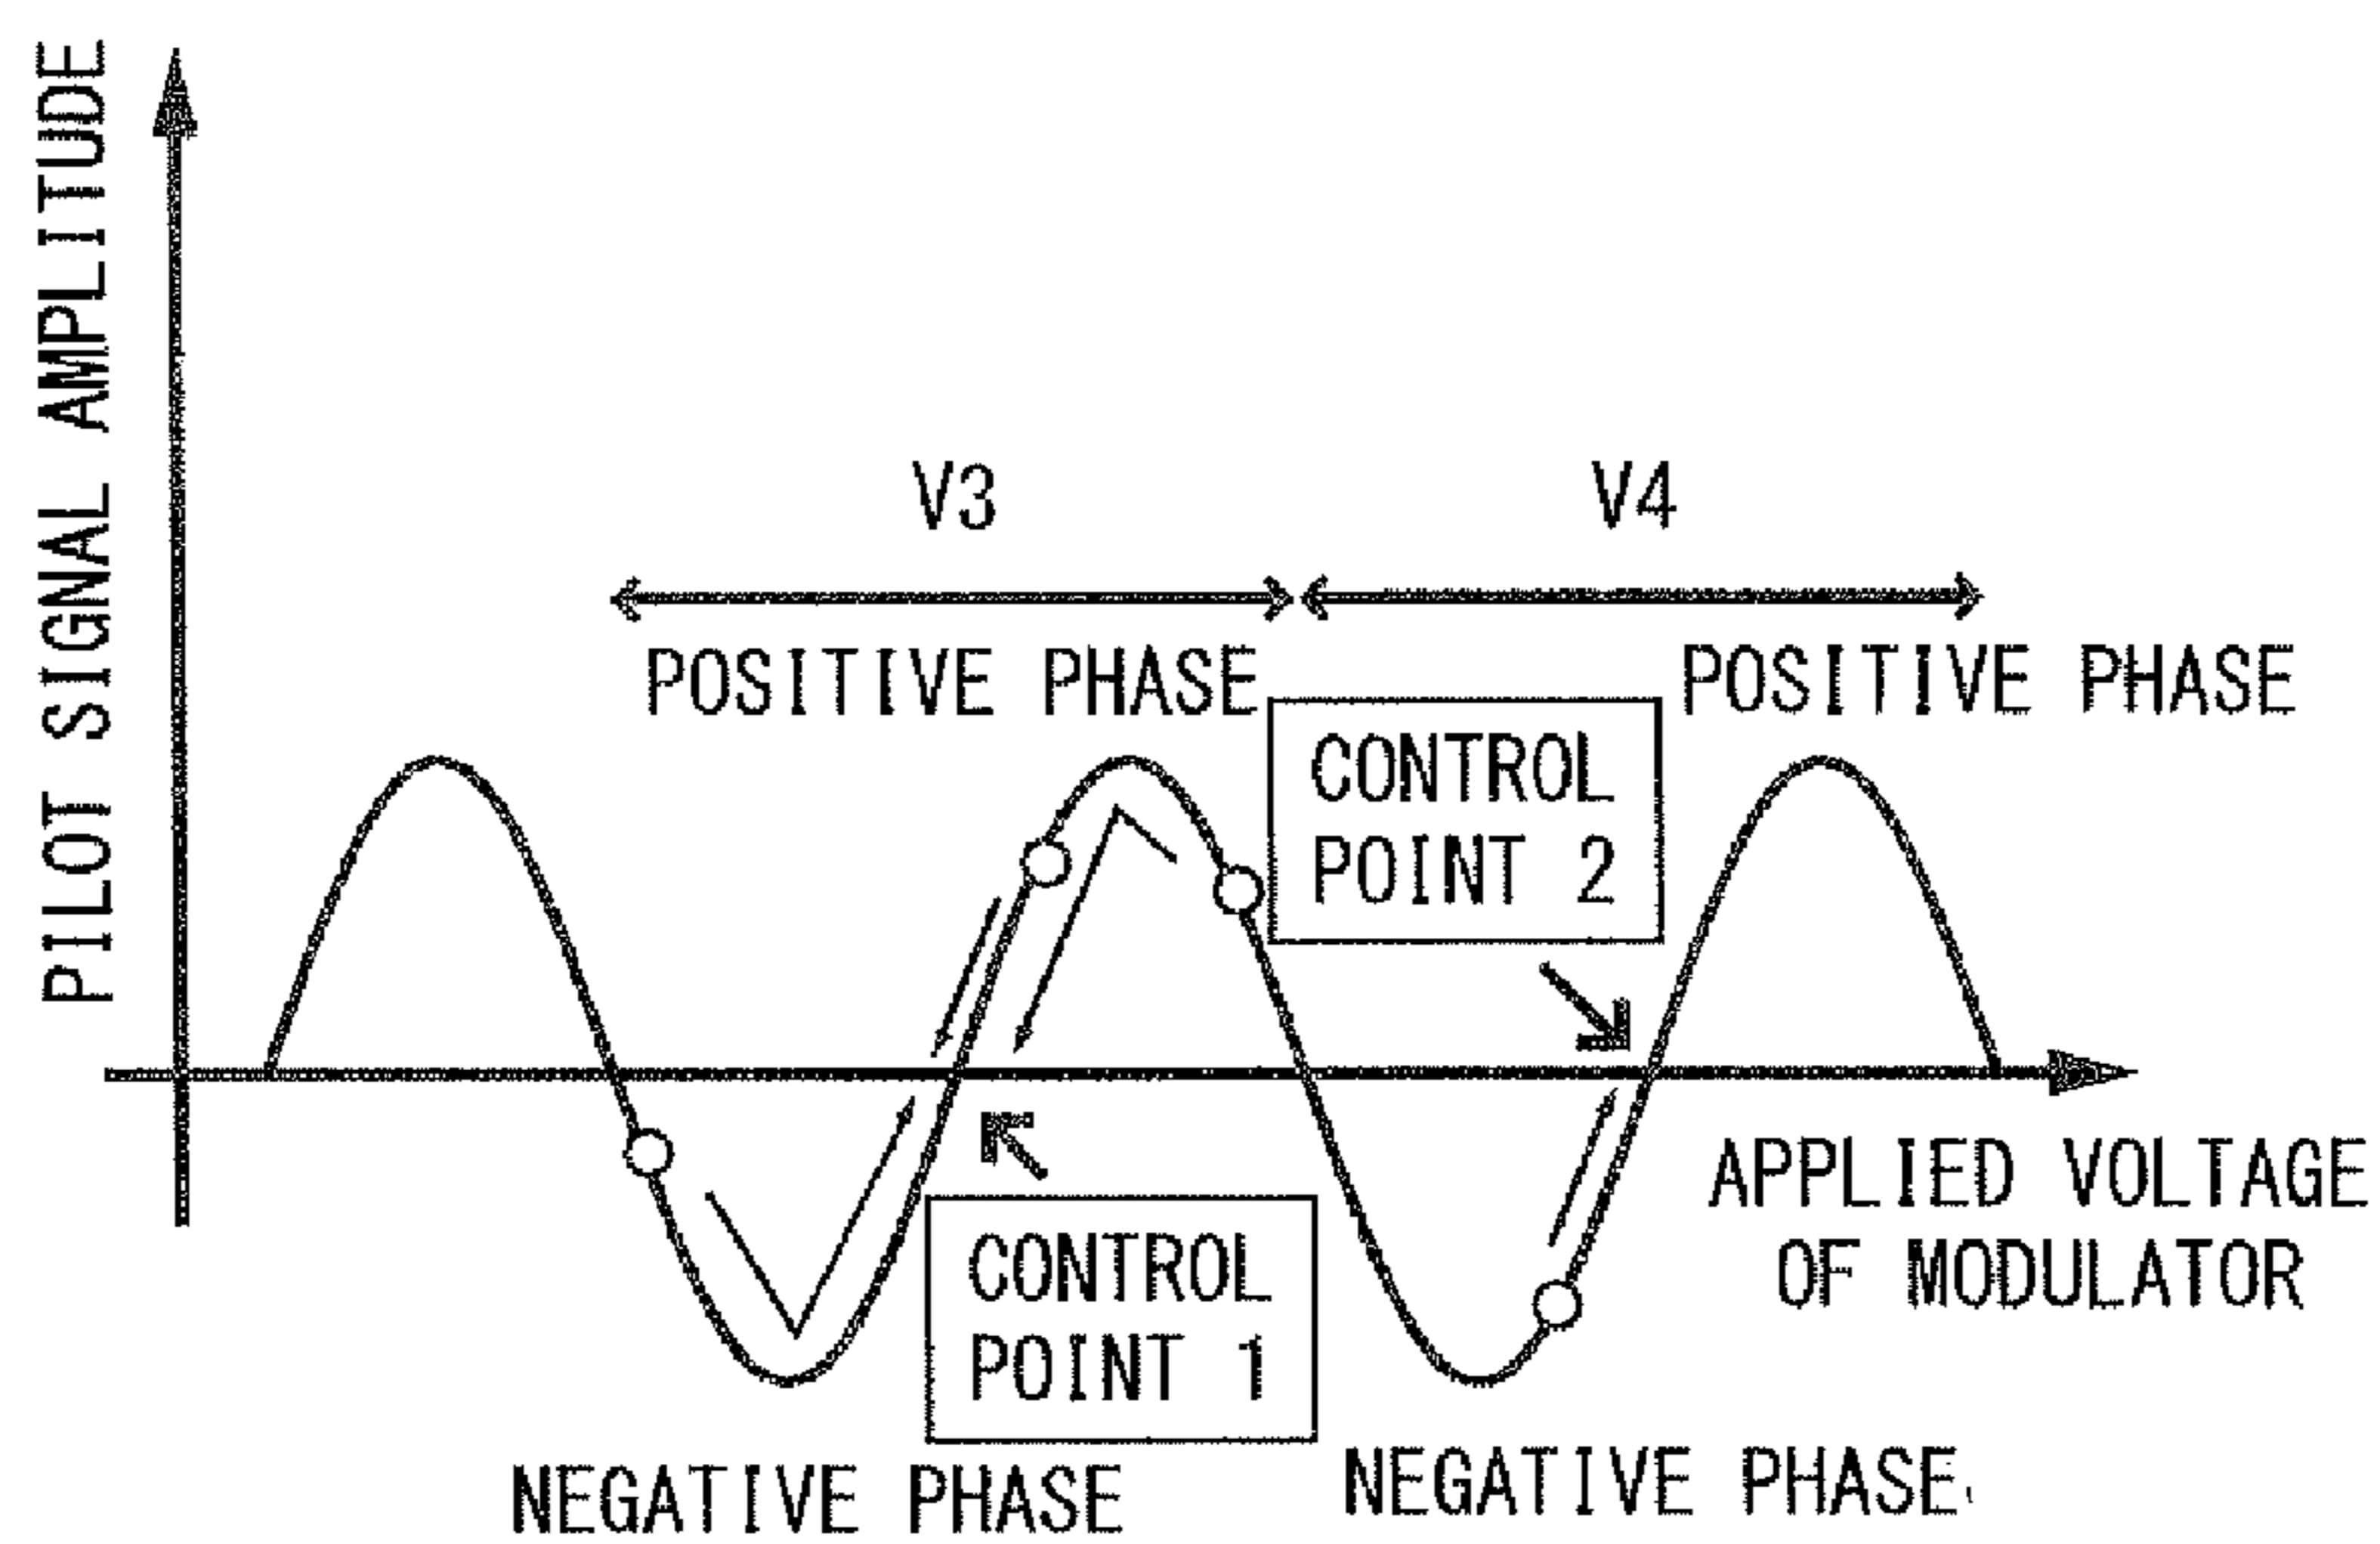 PILOT SIGNAL AMPLITUDE
V3
V4
POSITIVE PHASE
POSITIVE PHASE
CONTROL
POINT 2
CONTROL
POINT 1
APPLIED VOLTAGE
OF MODULATOR
NEGATIVE PHASE
NEGATIVE PHASE